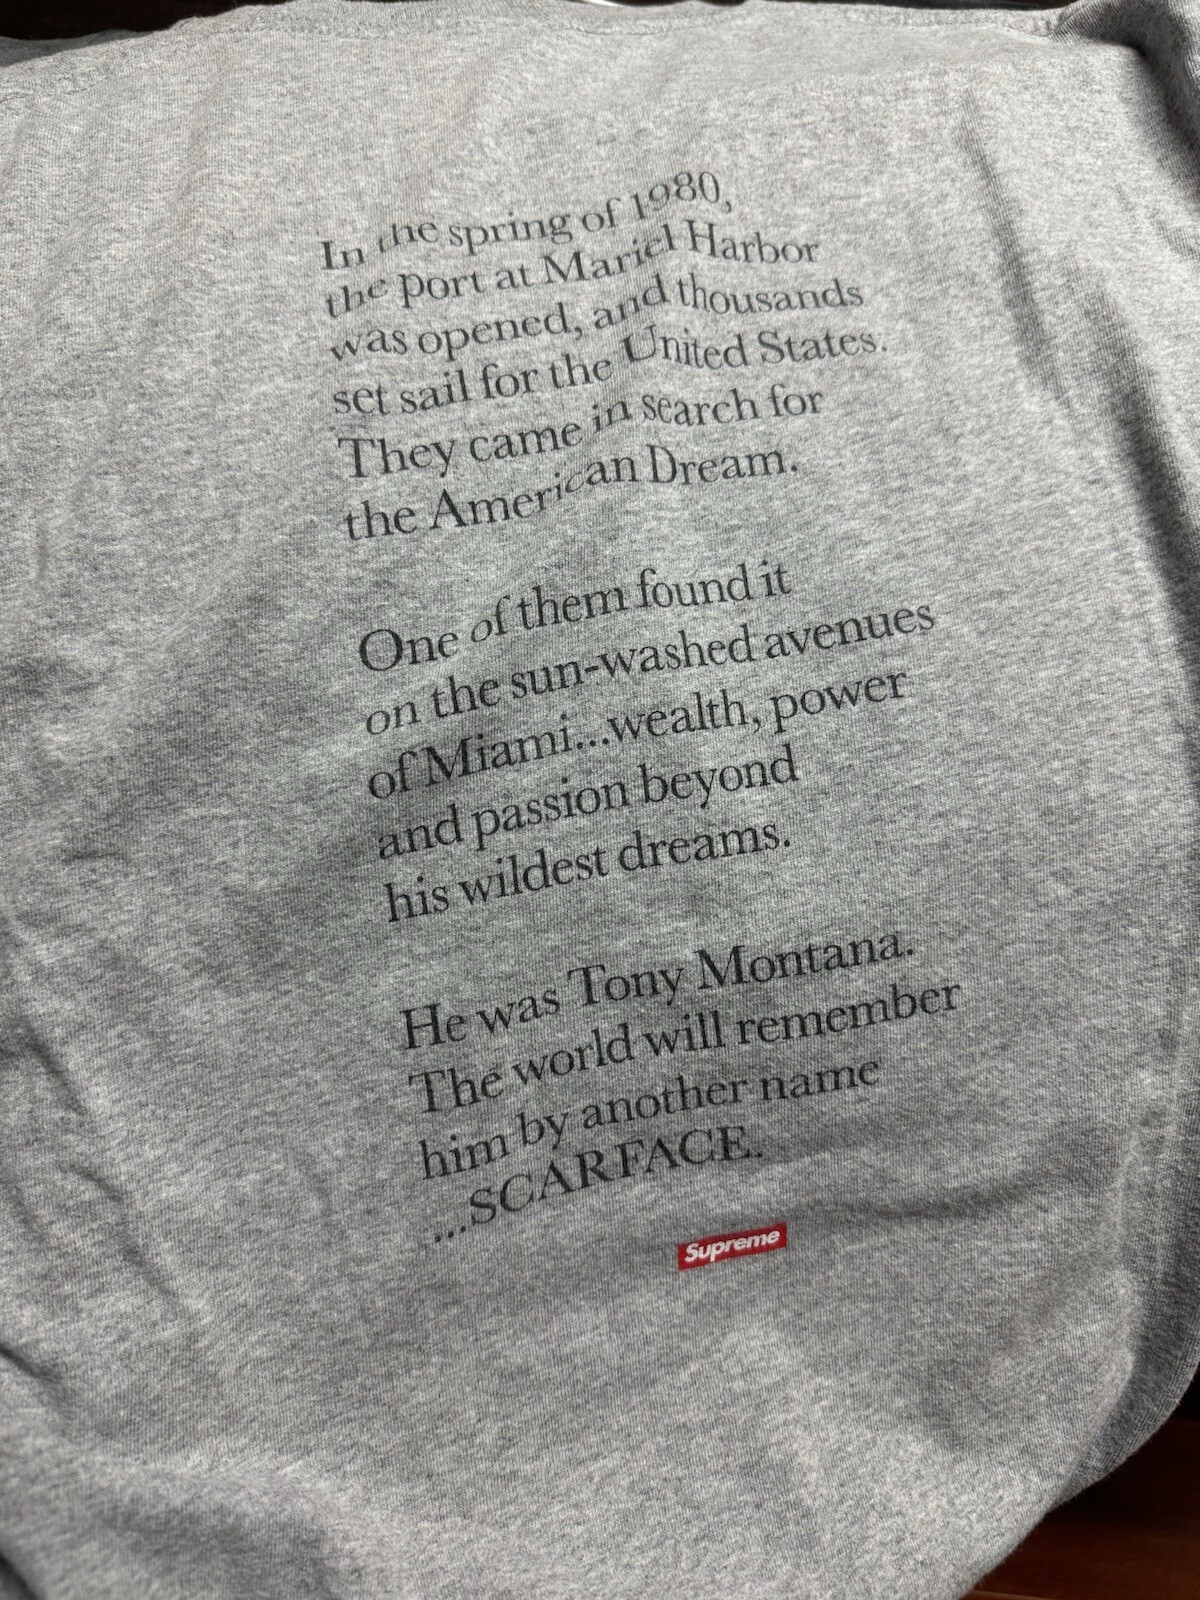 In the spring of 1980,
the port at Mariel Harbor
was opened, and thousands
set sail for the United States.
They came in search for
the American Dream.
One of them found it
on the sun-washed avenues
of Miami...wealth, power
and passion beyond
his wildest dreams.
He was Tony Montana.
The world will remember
him by another name
...SCARFACE.
Supreme